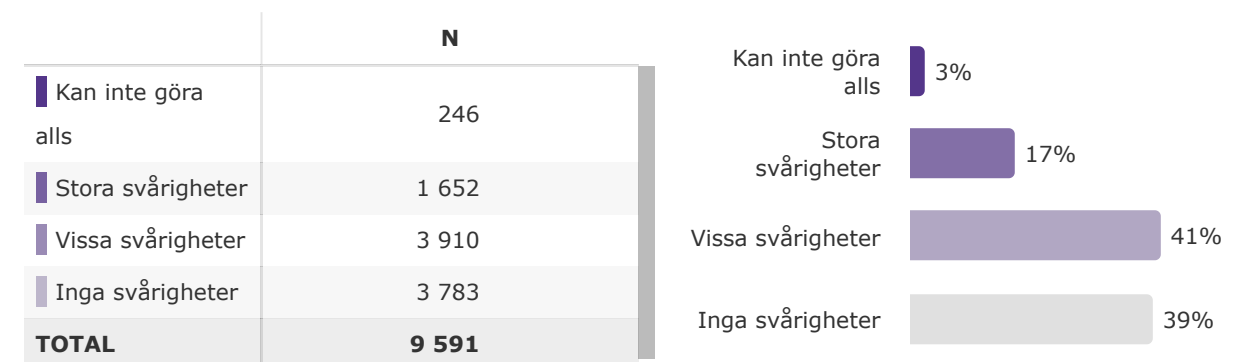 N
Kan inte göra
alls
246
Stora svårigheter 1 652
Vissa svårigheter 3 910
Inga svårigheter 3 783
TOTAL 9 591
Kan inte göra
alls
3%
Stora
svårigheter
17%
Vissa svårigheter 41%
Inga svårigheter 39%